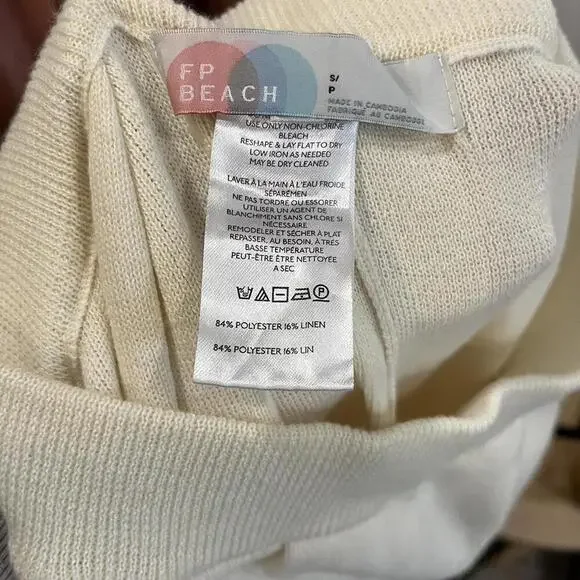 FP
BEACH
S/
P
MADE IN CAMBODIA
FABRIQUÉ AU CAMBODGE
USE ONLY NON-CHLORINE
BLEACH
RESHAPE & LAY FLAT TO DRY
LOW IRON AS NEEDED
MAY BE DRY CLEANED
LAVER À LA MAIN À L'EAU FROIDE
SÉPARÉMEN
NE PAS TORDRE OU ESSORER
UTILISER UN AGENT DE
BLANCHIMENT SANS CHLORE SI
NÉCESSAIRE
REMODELER ET SÉCHER À PLAT
REPASSER, AU BESOIN, À TRÈS
BASSE TEMPÉRATURE
PEUT-ÊTRE ÊTRE NETTOYÉE
A SEC
84% POLYESTER 16% LINEN
84% POLYESTER 16% LIN